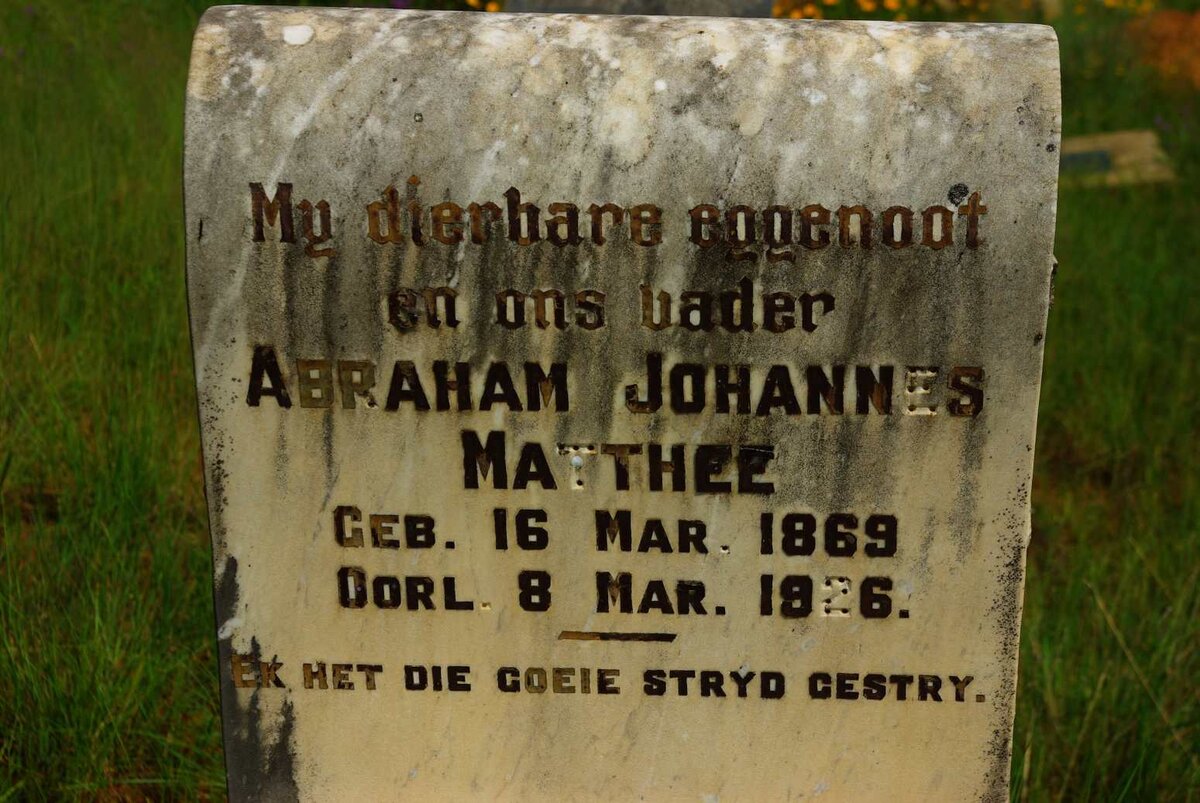 My dierbare eggenoot
en ons vader
ABRAHAM JOHANNES
MATTHEE
GEB. 16 MAR. 1869
OORL. 8 MAR. 1926.
EK HET DIE GOEIE STRYD GESTRY.